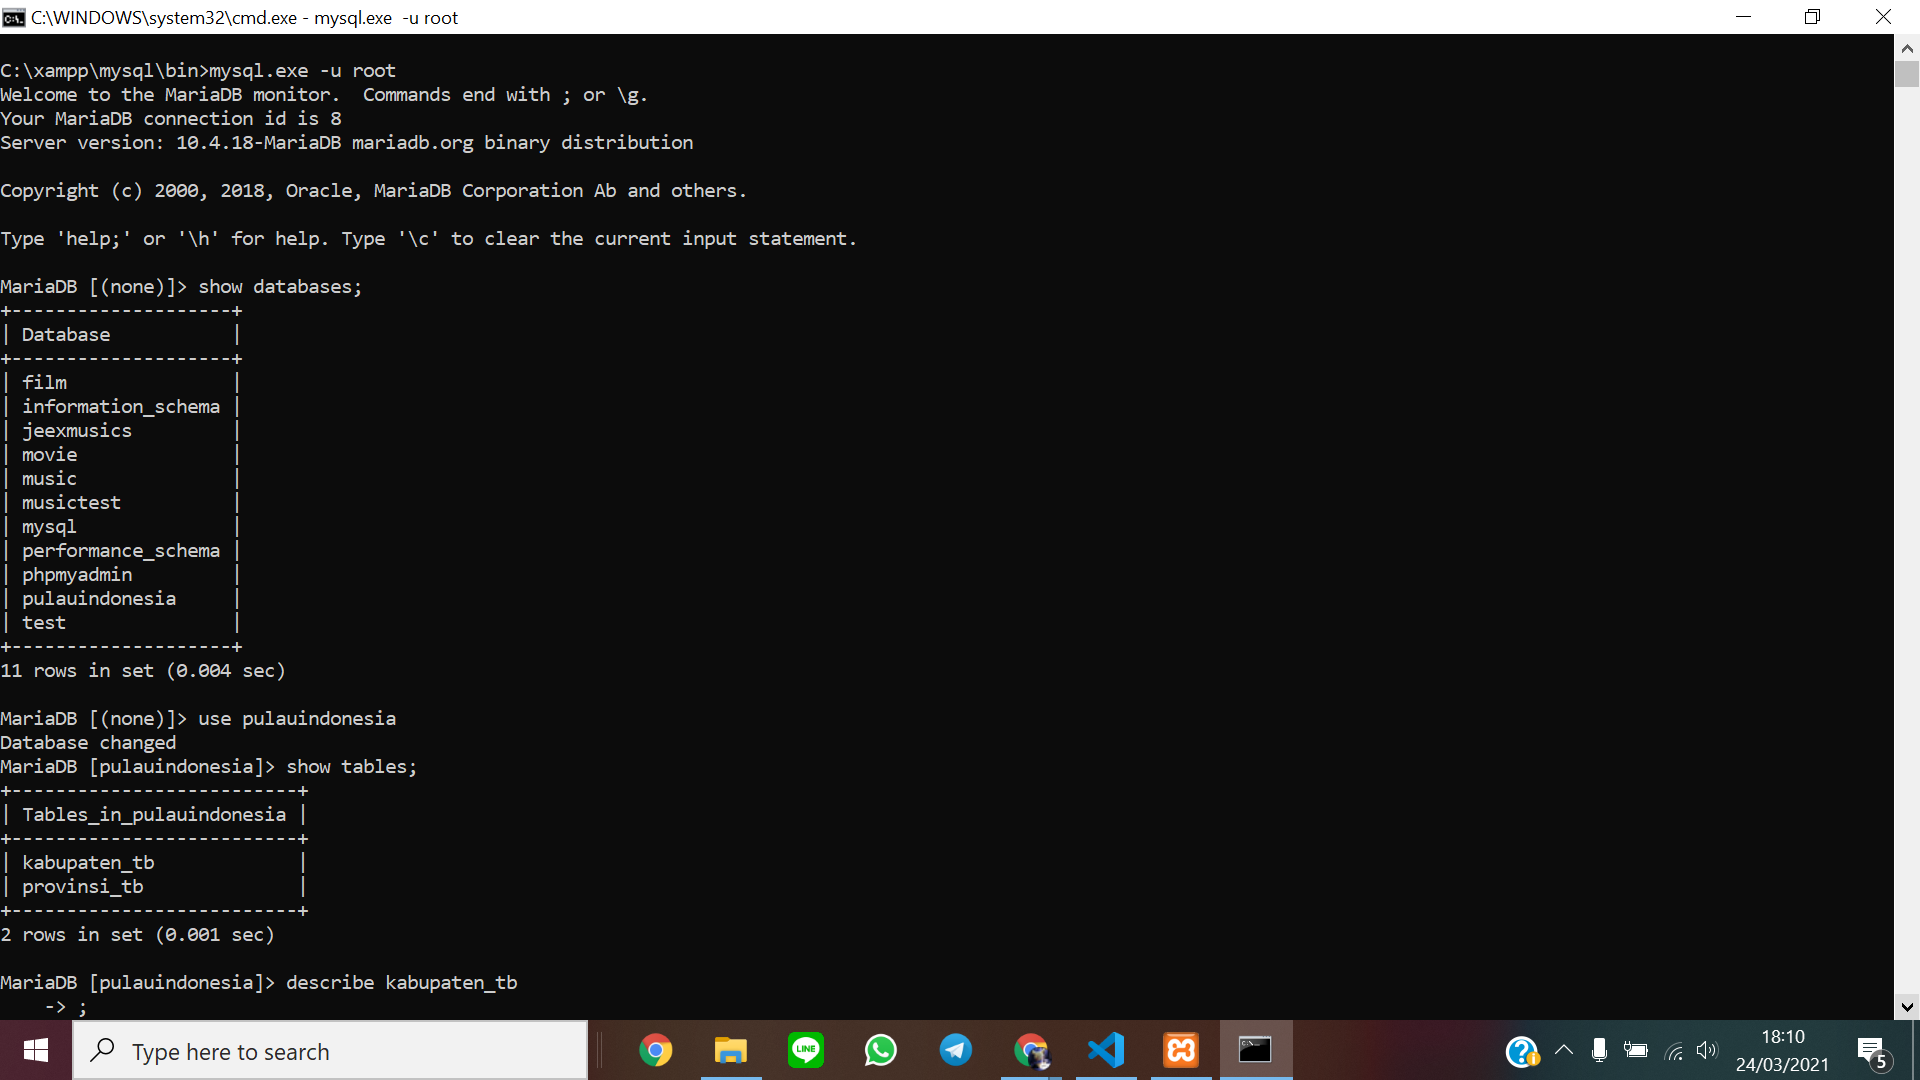 C:\WINDOWS\system32\cmd.exe - mysql.exe  -u root
C:\xampp\mysql\bin>mysql.exe -u root
Welcome to the MariaDB monitor.  Commands end with ; or \g.
Your MariaDB connection id is 8
Server version: 10.4.18-MariaDB mariadb.org binary distribution
Copyright (c) 2000, 2018, Oracle, MariaDB Corporation Ab and others.
Type 'help;' or '\h' for help. Type '\c' to clear the current input statement.
MariaDB [(none)]> show databases;
+--------------------+
| Database           |
+--------------------+
| film               |
| information_schema |
| jeexmusics         |
| movie              |
| music              |
| musictest          |
| mysql              |
| performance_schema |
| phpmyadmin         |
| pulauindonesia     |
| test               |
+--------------------+
11 rows in set (0.004 sec)
MariaDB [(none)]> use pulauindonesia
Database changed
MariaDB [pulauindonesia]> show tables;
+--------------------------+
| Tables_in_pulauindonesia |
+--------------------------+
| kabupaten_tb             |
| provinsi_tb              |
+--------------------------+
2 rows in set (0.001 sec)
MariaDB [pulauindonesia]> describe kabupaten_tb
    -> ;
Type here to search
LINE
18:10
24/03/2021
5